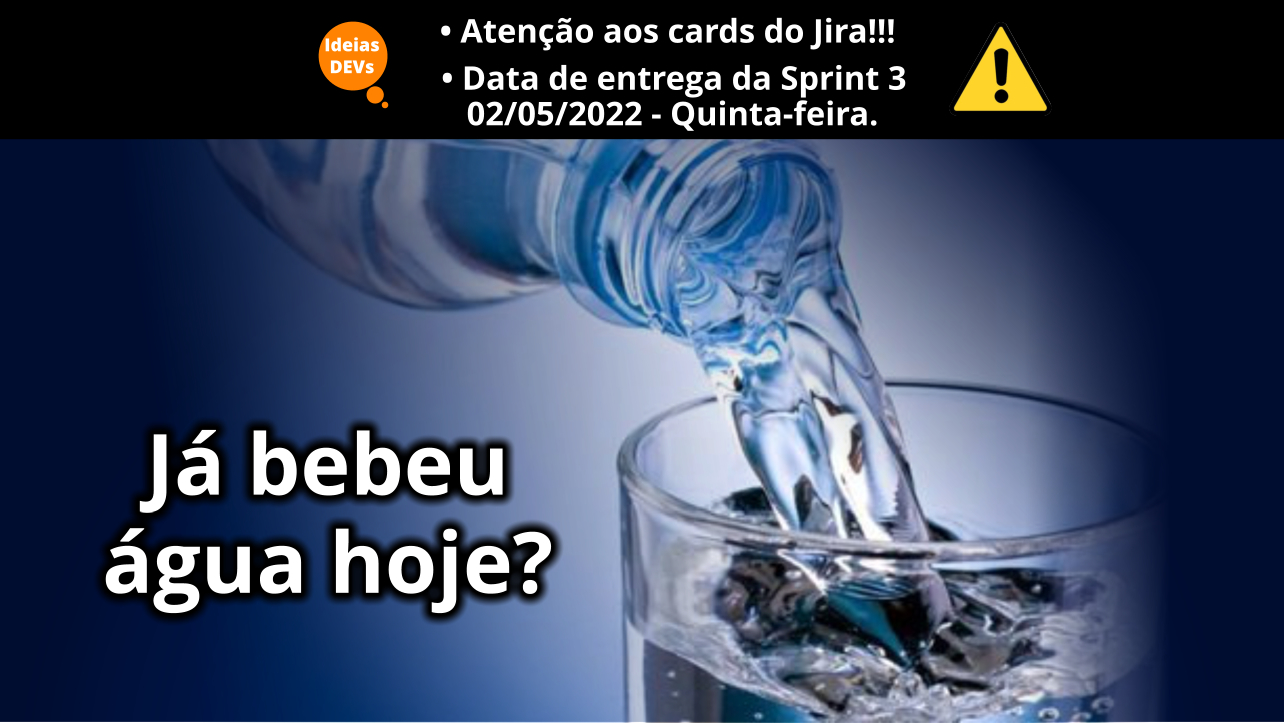 Ideias
DEVs
• Atenção aos cards do Jira!!!
• Data de entrega da Sprint 3
02/05/2022 - Quinta-feira.
Já bebeu
água hoje?